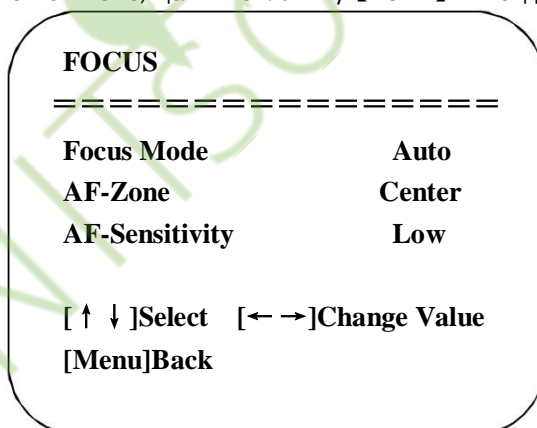 FOCUS
= = = = = = = = = = = = = = = =
Focus Mode Auto
AF-Zone Center
AF-Sensitivity Low
[ ↑ ↓ ]Select [← →]Change Value
[Menu]Back